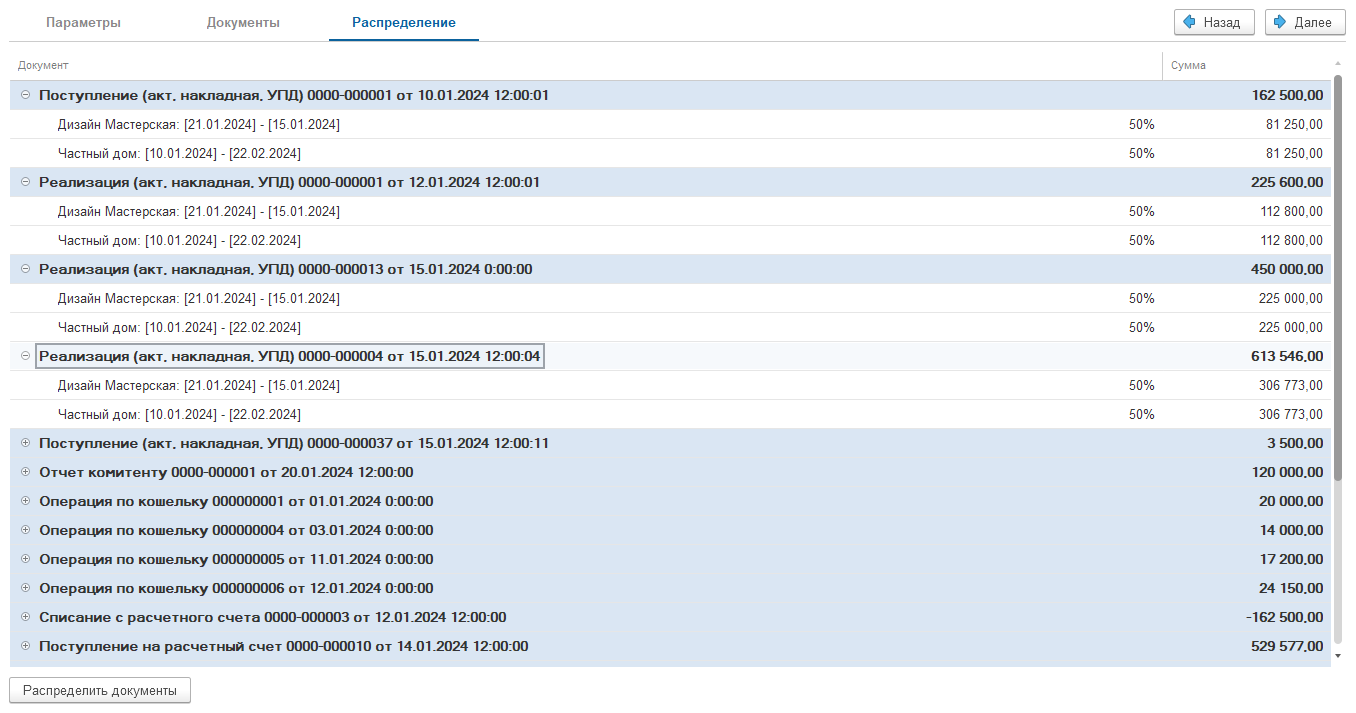 Параметры Документы Распределение Назад Далее
Документ Сумма
Поступление (акт, накладная, УПД) 0000-000001 от 10.01.2024 12:00:01 162 500,00
Дизайн Мастерская: [21.01.2024] - [15.01.2024] 50% 81 250,00
Частный дом: [10.01.2024] - [22.02.2024] 50% 81 250,00
Реализация (акт, накладная, УПД) 0000-000001 от 12.01.2024 12:00:01 225 600,00
Дизайн Мастерская: [21.01.2024] - [15.01.2024] 50% 112 800,00
Частный дом: [10.01.2024] - [22.02.2024] 50% 112 800,00
Реализация (акт, накладная, УПД) 0000-000013 от 15.01.2024 0:00:00 450 000,00
Дизайн Мастерская: [21.01.2024] - [15.01.2024] 50% 225 000,00
Частный дом: [10.01.2024] - [22.02.2024] 50% 225 000,00
Реализация (акт, накладная, УПД) 0000-000004 от 15.01.2024 12:00:04 613 546,00
Дизайн Мастерская: [21.01.2024] - [15.01.2024] 50% 306 773,00
Частный дом: [10.01.2024] - [22.02.2024] 50% 306 773,00
Поступление (акт, накладная, УПД) 0000-000037 от 15.01.2024 12:00:11 3 500,00
Отчет комитенту 0000-000001 от 20.01.2024 12:00:00 120 000,00
Операция по кошельку 000000001 от 01.01.2024 0:00:00 20 000,00
Операция по кошельку 000000004 от 03.01.2024 0:00:00 14 000,00
Операция по кошельку 000000005 от 11.01.2024 0:00:00 17 200,00
Операция по кошельку 000000006 от 12.01.2024 0:00:00 24 150,00
Списание с расчетного счета 0000-000003 от 12.01.2024 12:00:00 -162 500,00
Поступление на расчетный счет 0000-000010 от 14.01.2024 12:00:00 529 577,00
Распределить документы